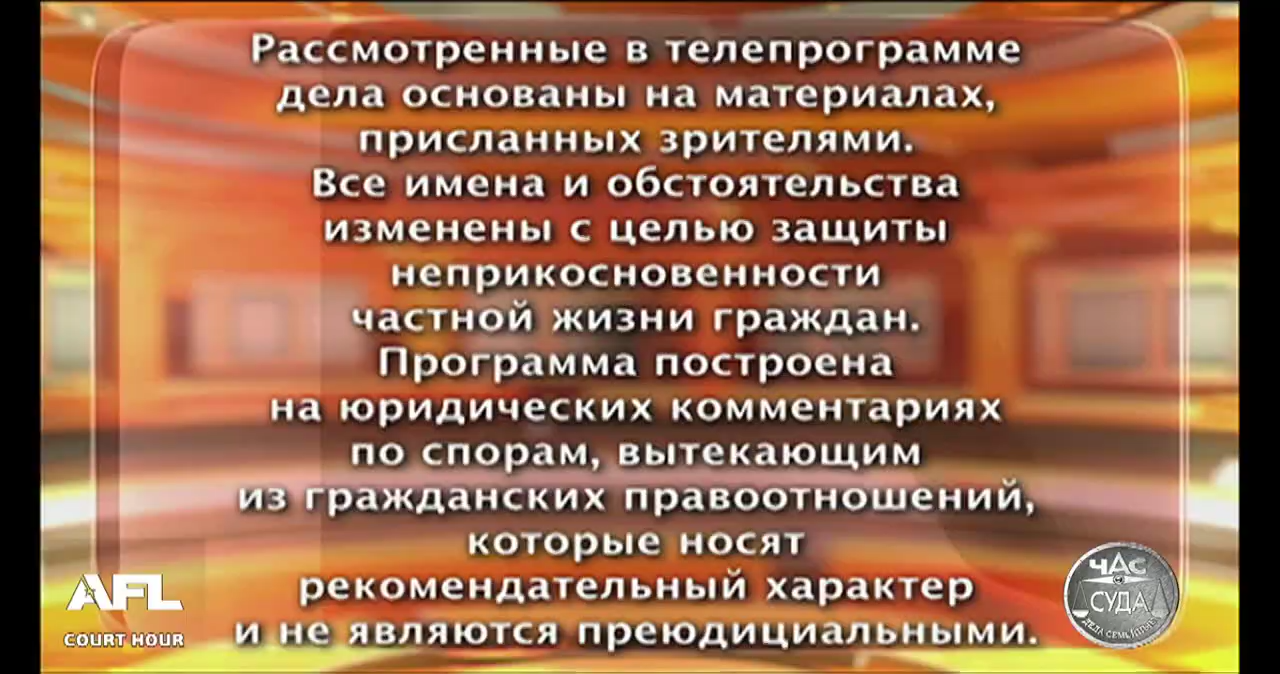 Рассмотренные в телепрограмме
дела основаны на материалах,
присланных зрителями.
Все имена и обстоятельства
изменены с целью защиты
неприкосновенности
частной жизни граждан.
Программа построена
на юридических комментариях
по спорам, вытекающим
из гражданских правоотношений,
которые носят
рекомендательный характер
и не являются преюдициальными.
AFL
COURT HOUR
ЧАС
СУДА
ДЕЛА СЕМЕЙНЫЕ